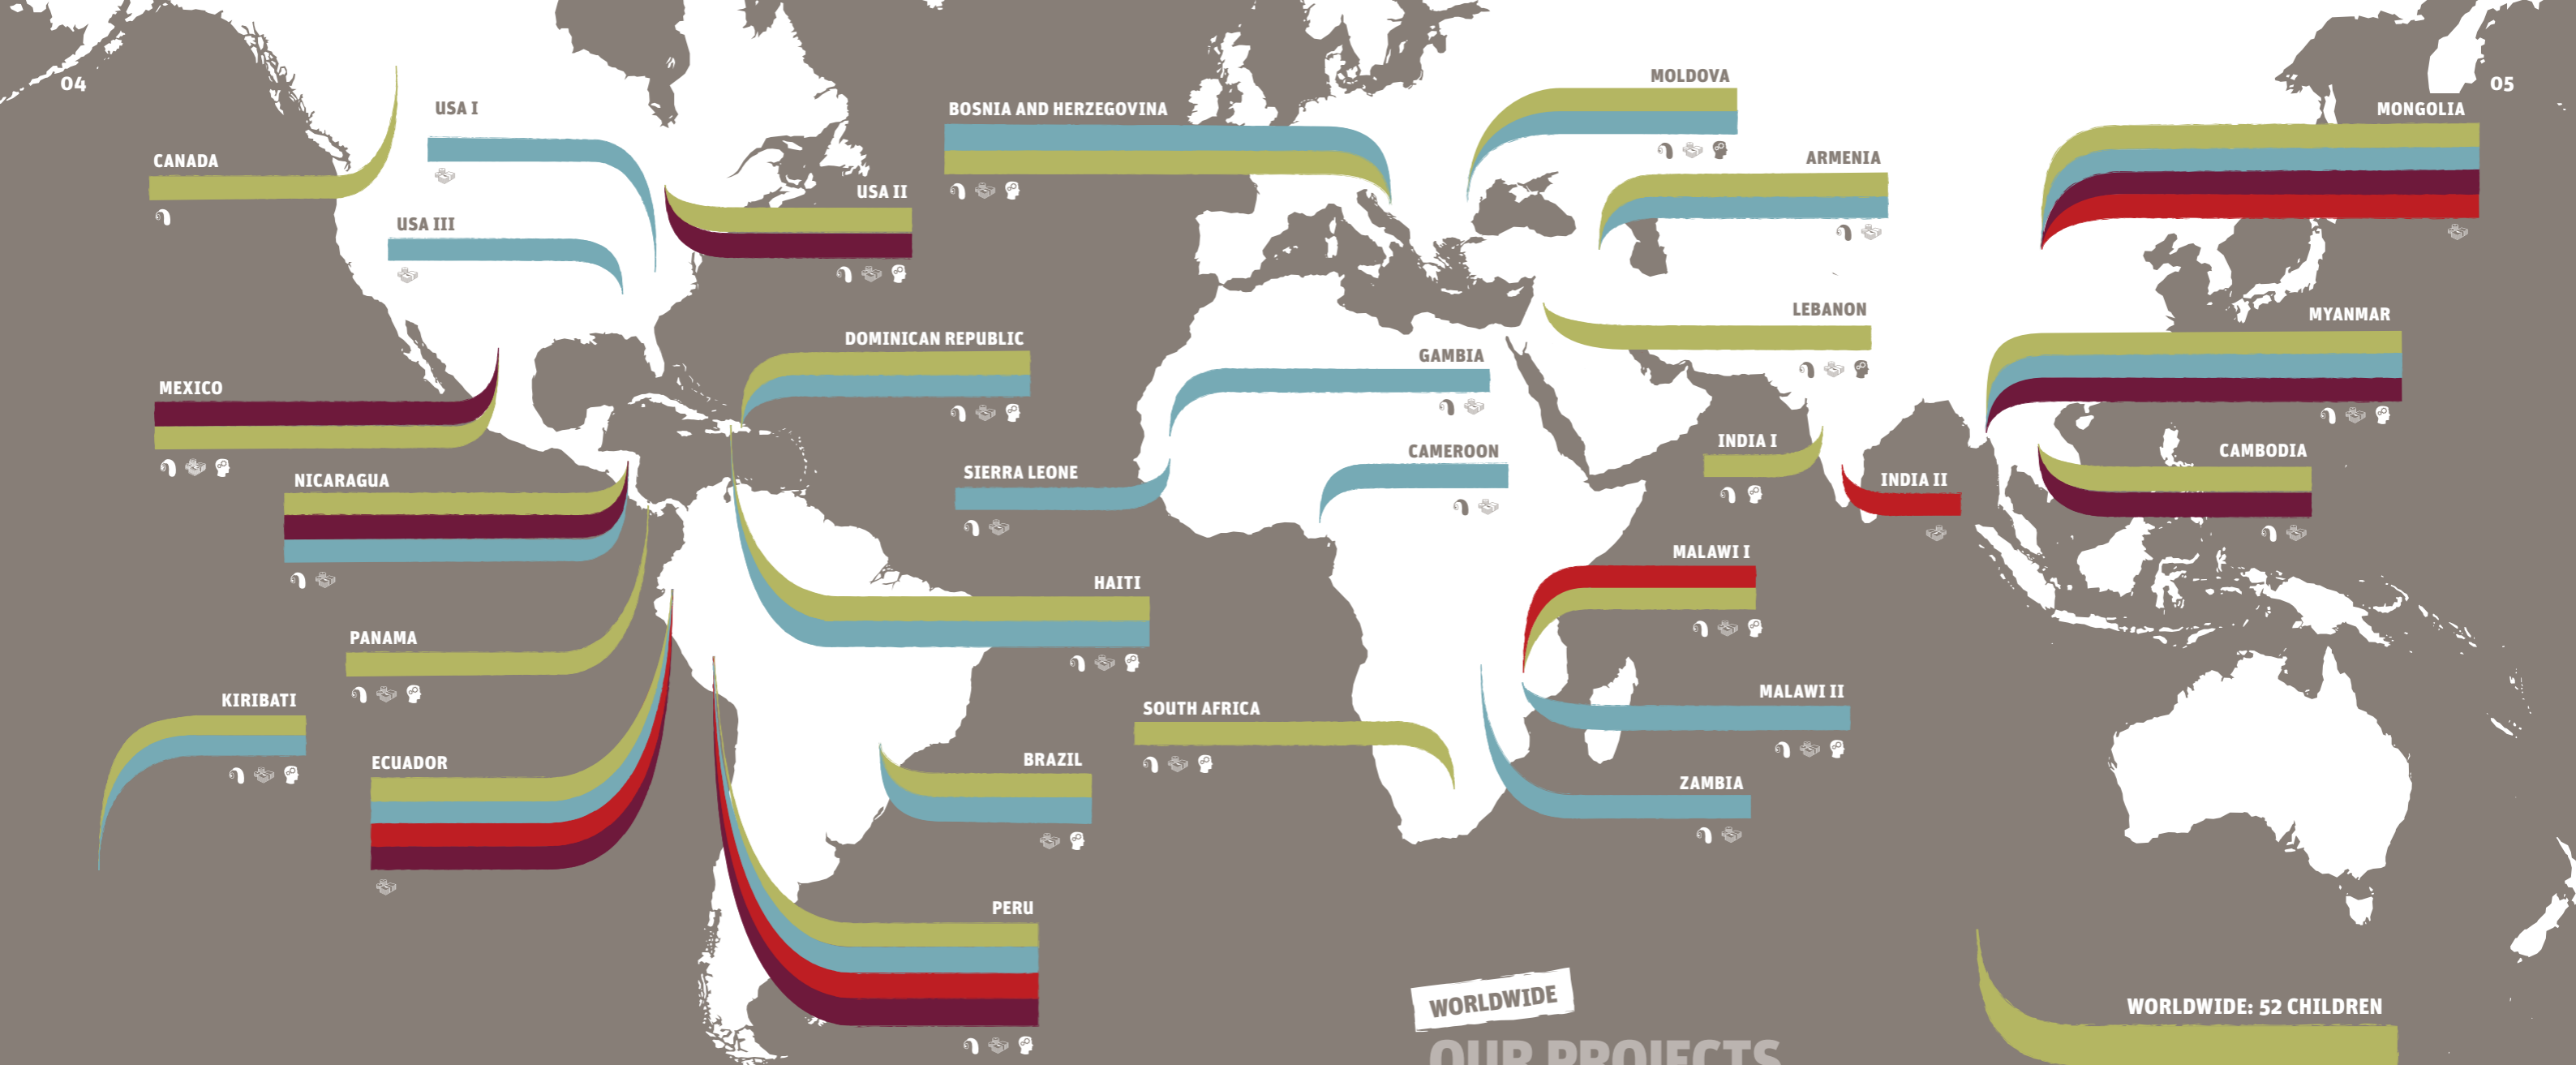 04
05
MOLDOVA
USA I
BOSNIA AND HERZEGOVINA
MONGOLIA
CANADA
ARMENIA
USA II
USA III
LEBANON
MYANMAR
DOMINICAN REPUBLIC
GAMBIA
MEXICO
INDIA I
CAMEROON
CAMBODIA
SIERRA LEONE
NICARAGUA
INDIA II
MALAWI I
HAITI
PANAMA
MALAWI II
KIRIBATI
SOUTH AFRICA
ECUADOR
BRAZIL
ZAMBIA
PERU
WORLDWIDE
WORLDWIDE: 52 CHILDREN
OUR PROJECTS